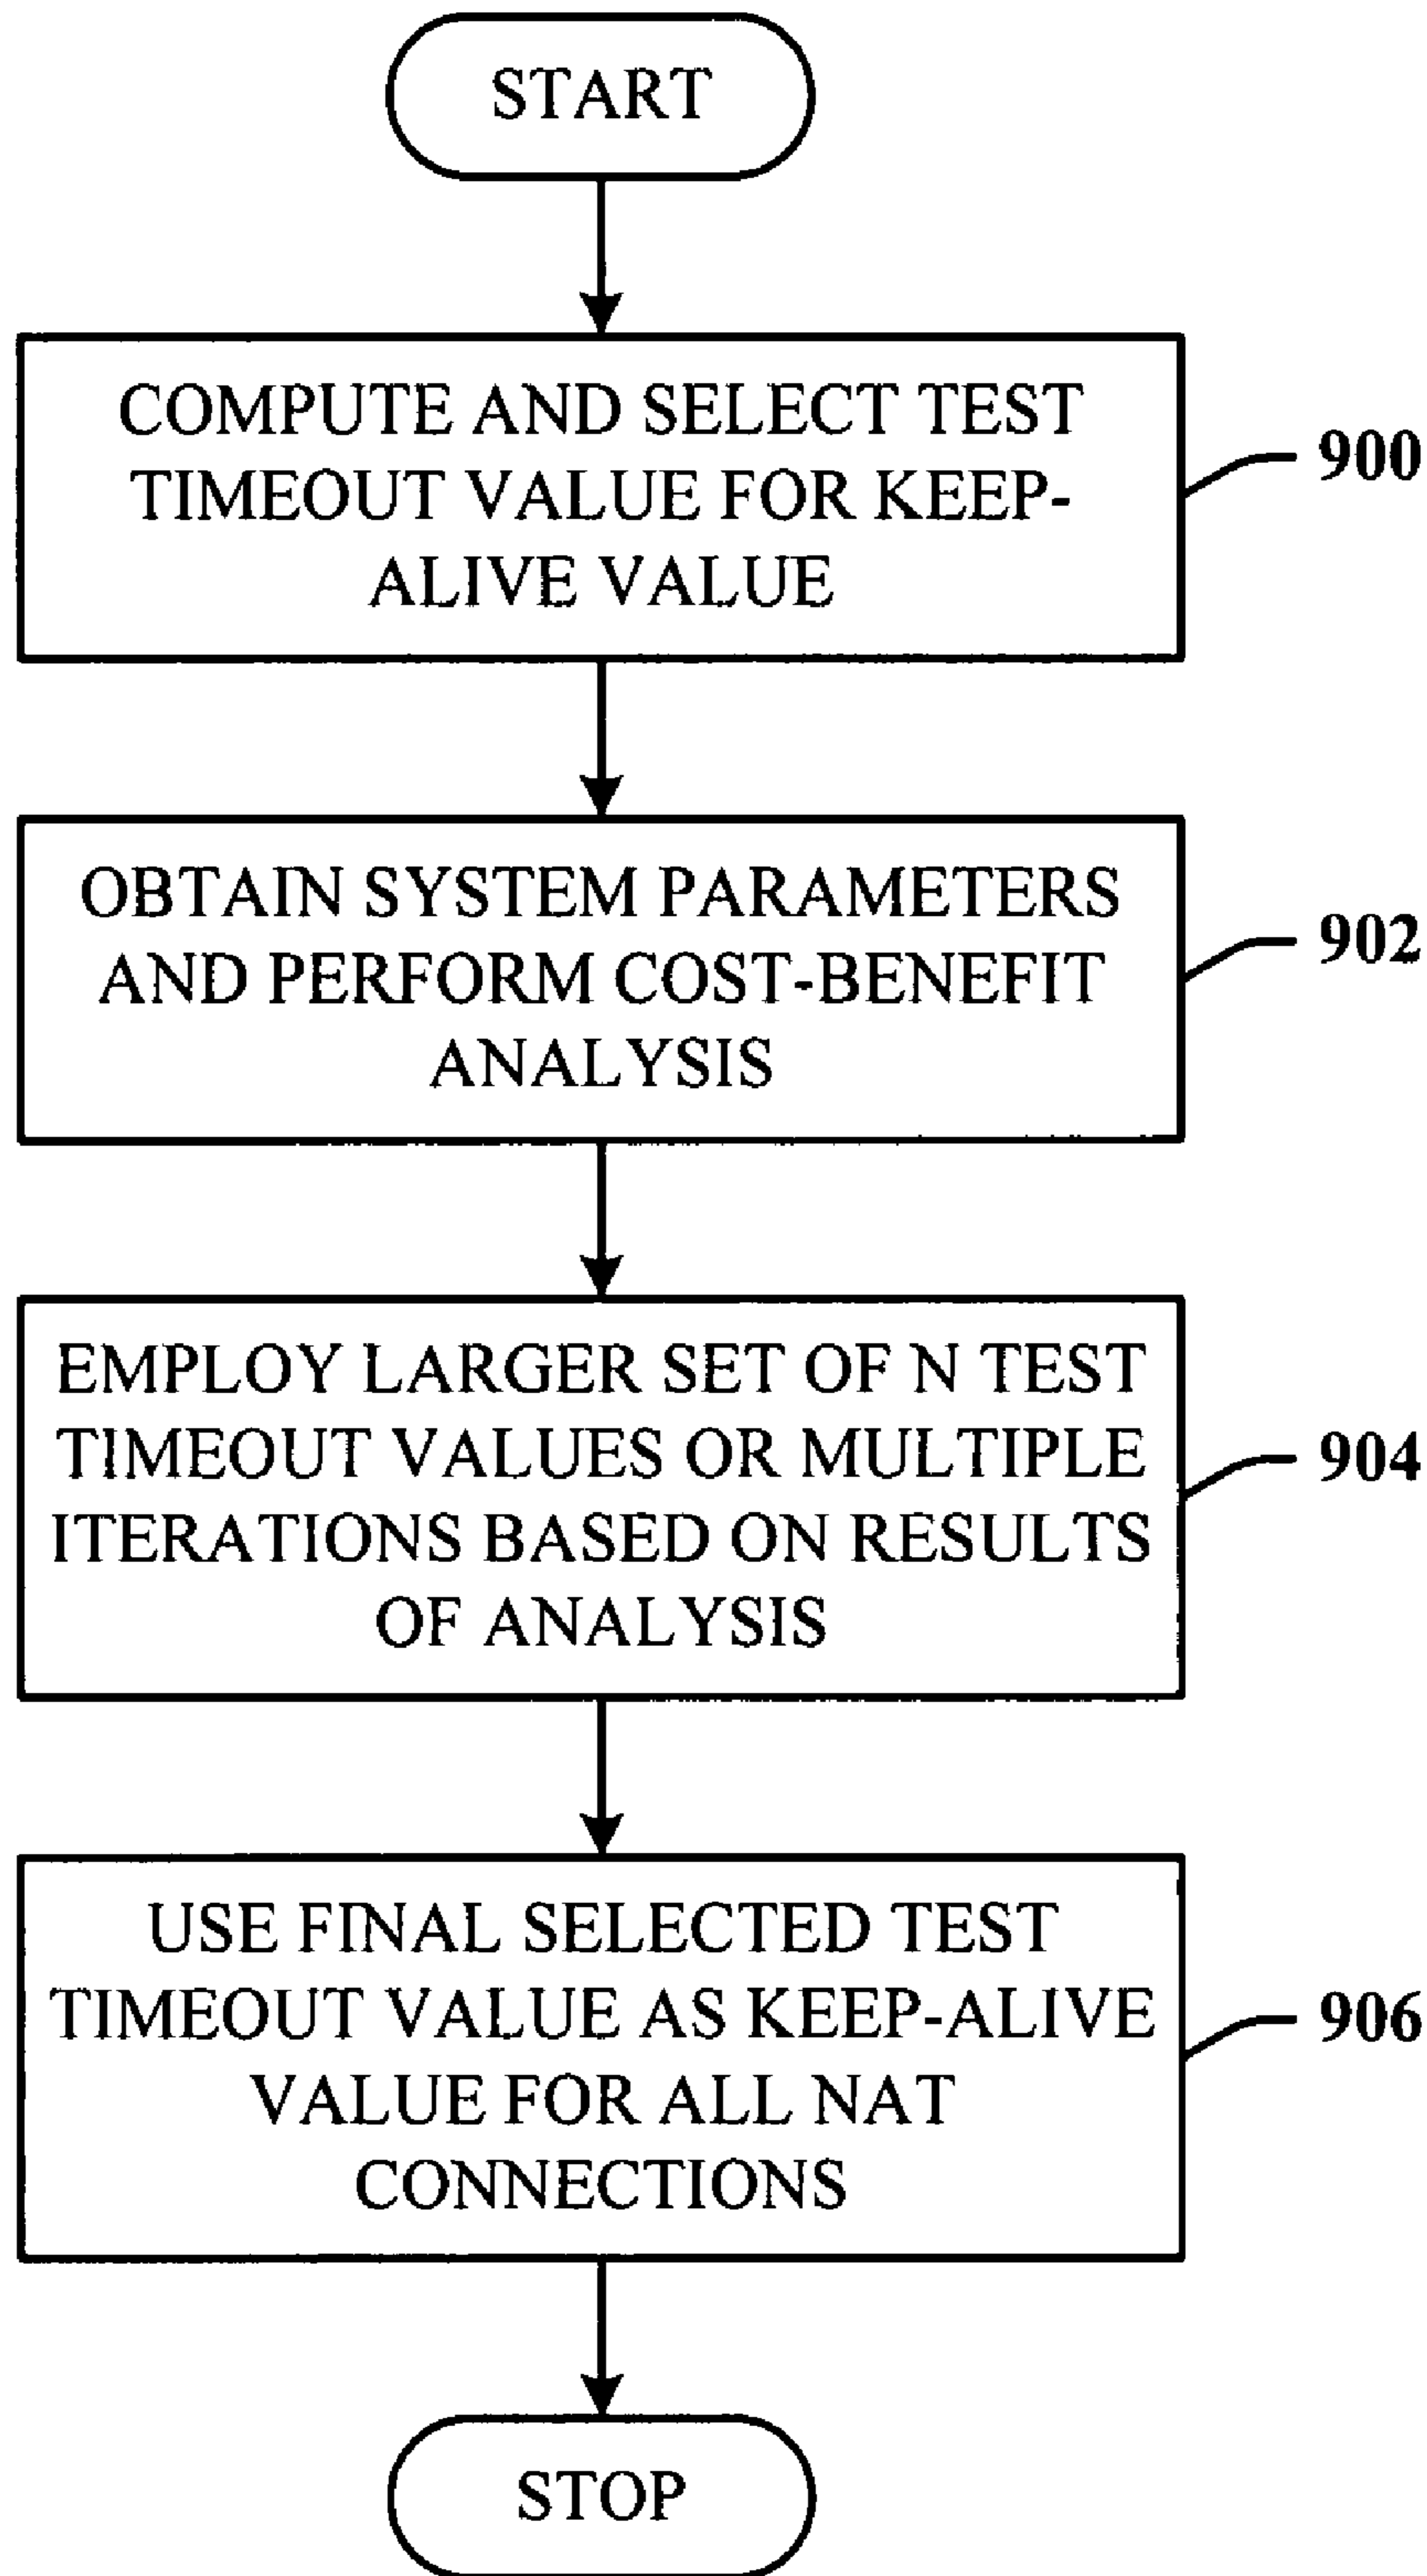 START
COMPUTE AND SELECT TEST
TIMEOUT VALUE FOR KEEP-
ALIVE VALUE
900
OBTAIN SYSTEM PARAMETERS
AND PERFORM COST-BENEFIT
ANALYSIS
902
EMPLOY LARGER SET OF N TEST
TIMEOUT VALUES OR MULTIPLE
ITERATIONS BASED ON RESULTS
OF ANALYSIS
904
USE FINAL SELECTED TEST
TIMEOUT VALUE AS KEEP-ALIVE
VALUE FOR ALL NAT
CONNECTIONS
906
STOP